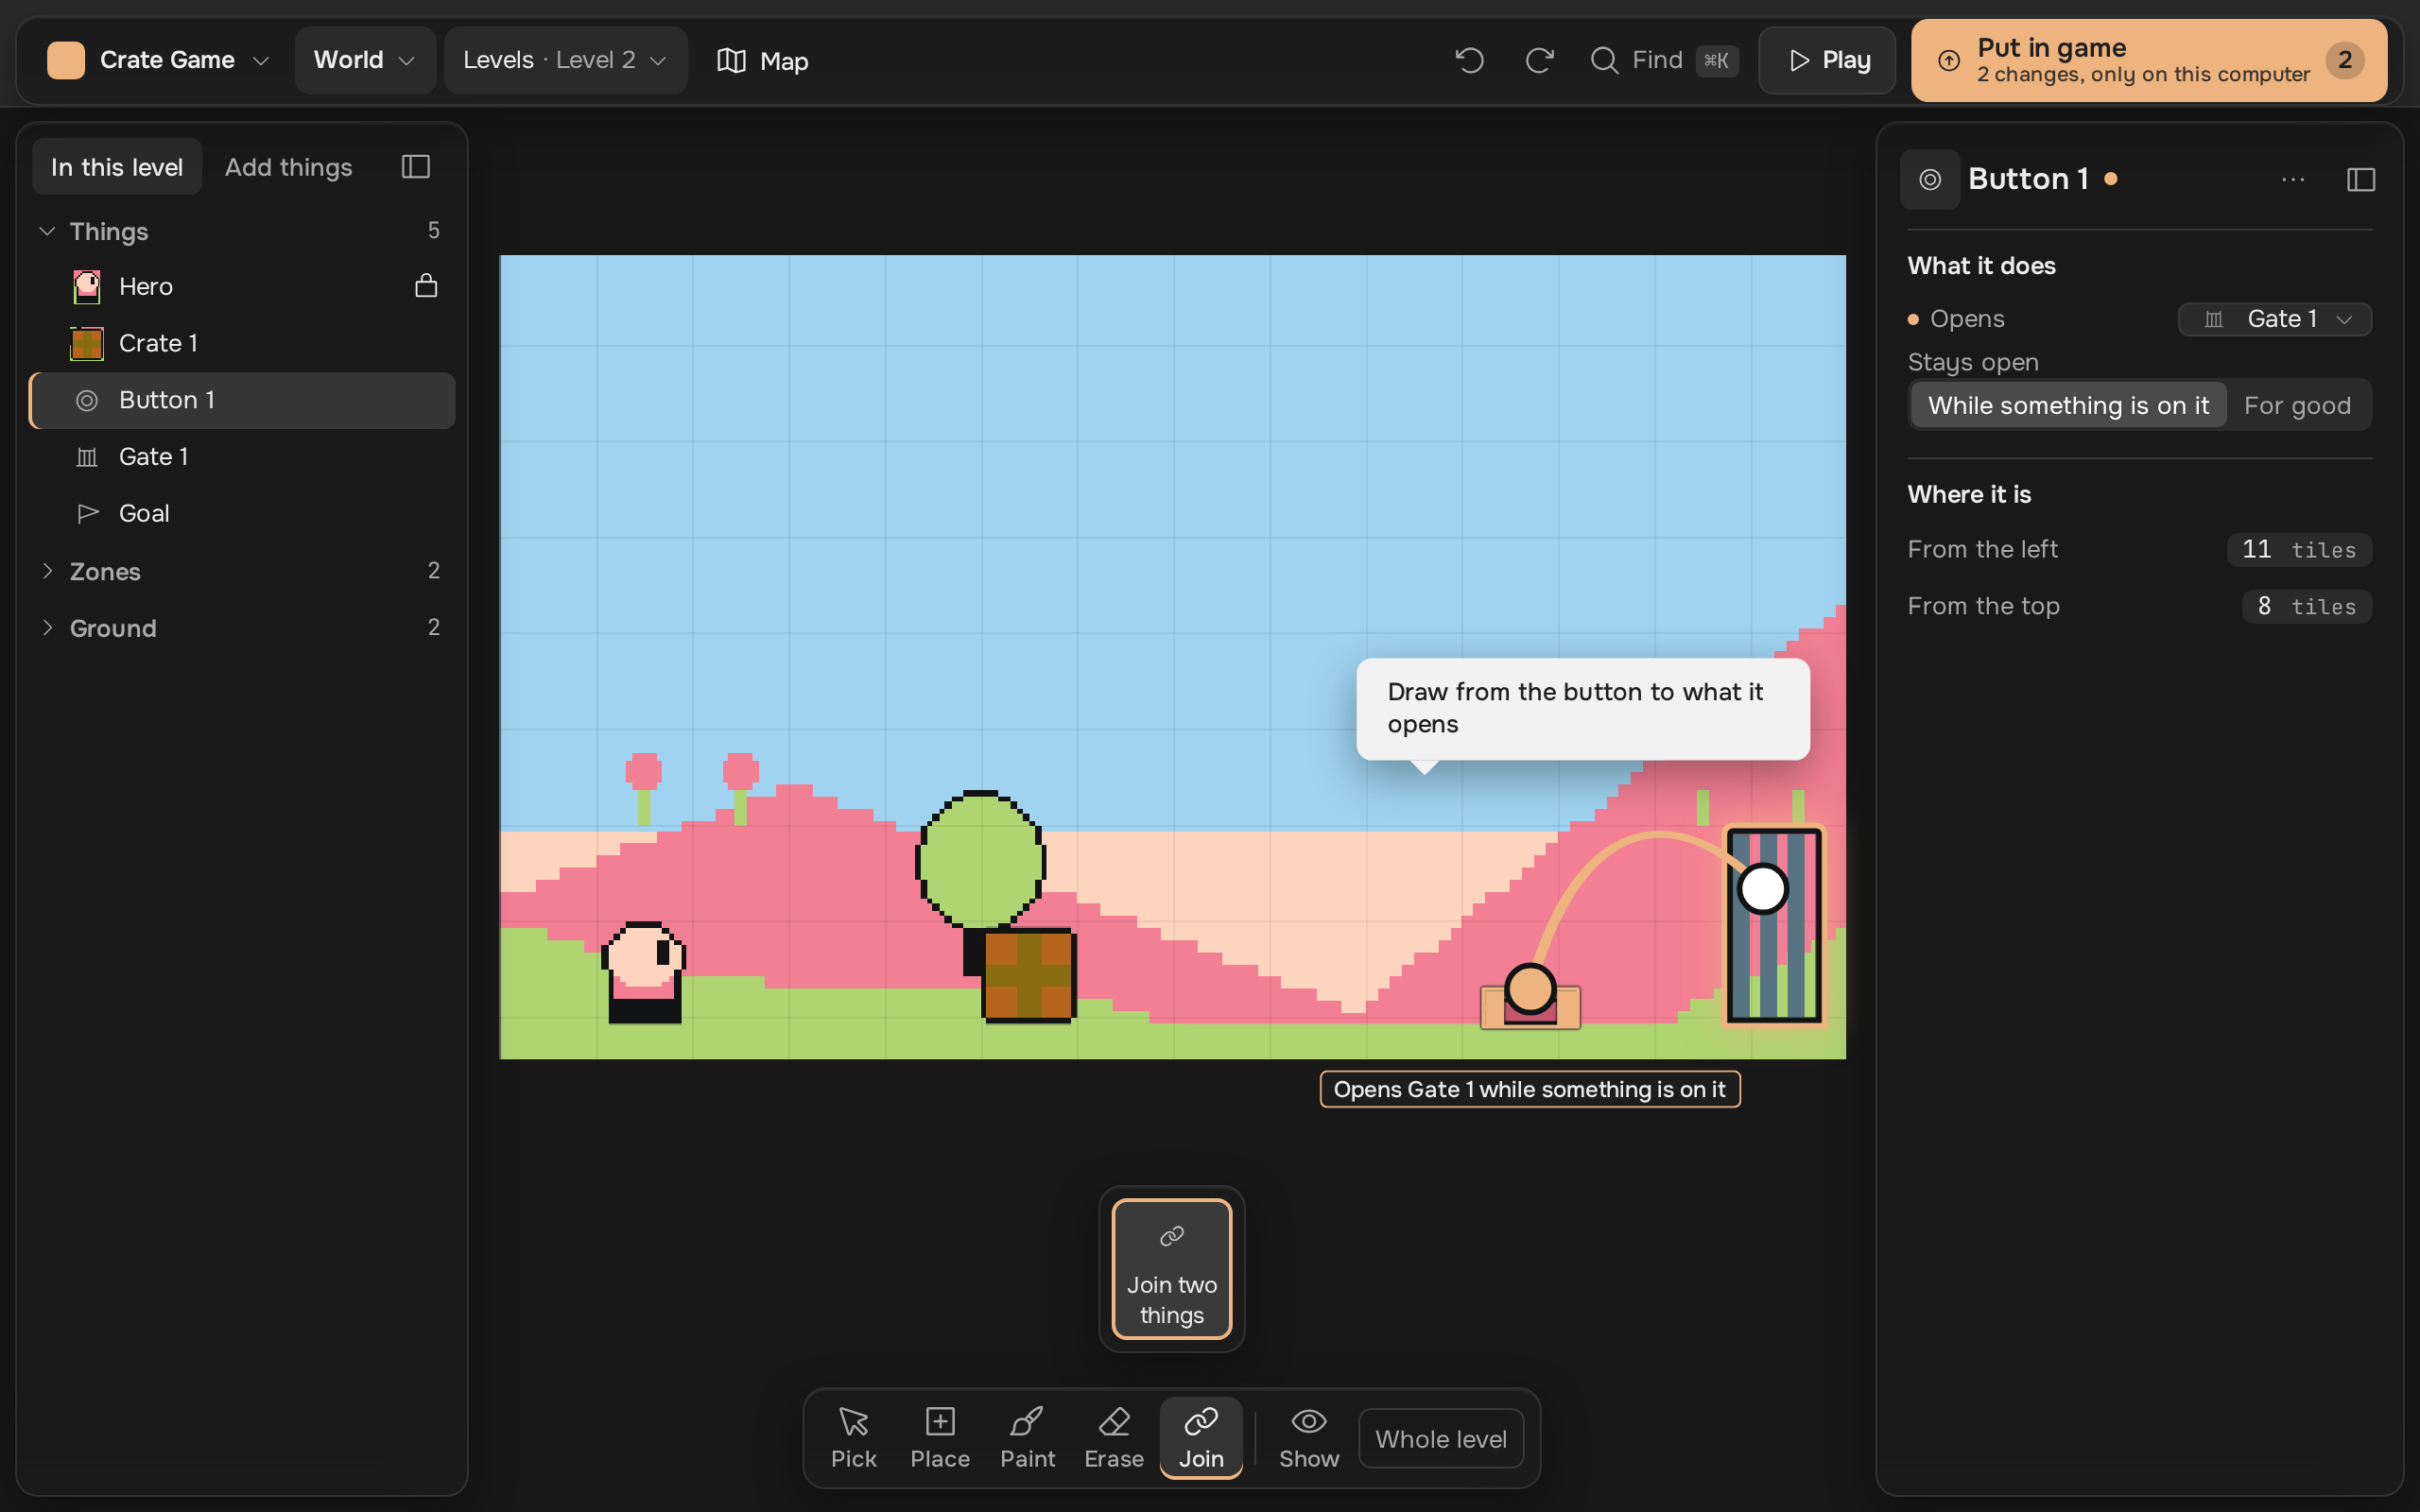 Crate Game
World
Levels · Level 2
Map
Find ⌘K
Play
Put in game
2 changes, only on this computer
2
In this level
Add things
Things 5
Hero
Crate 1
Button 1
Gate 1
Goal
Zones 2
Ground 2
Draw from the button to what it
opens
Opens Gate 1 while something is on it
Join two
things
Pick
Place
Paint
Erase
Join
Show
Whole level
Button 1
What it does
Opens Gate 1
Stays open
While something is on it
For good
Where it is
From the left 11 tiles
From the top 8 tiles